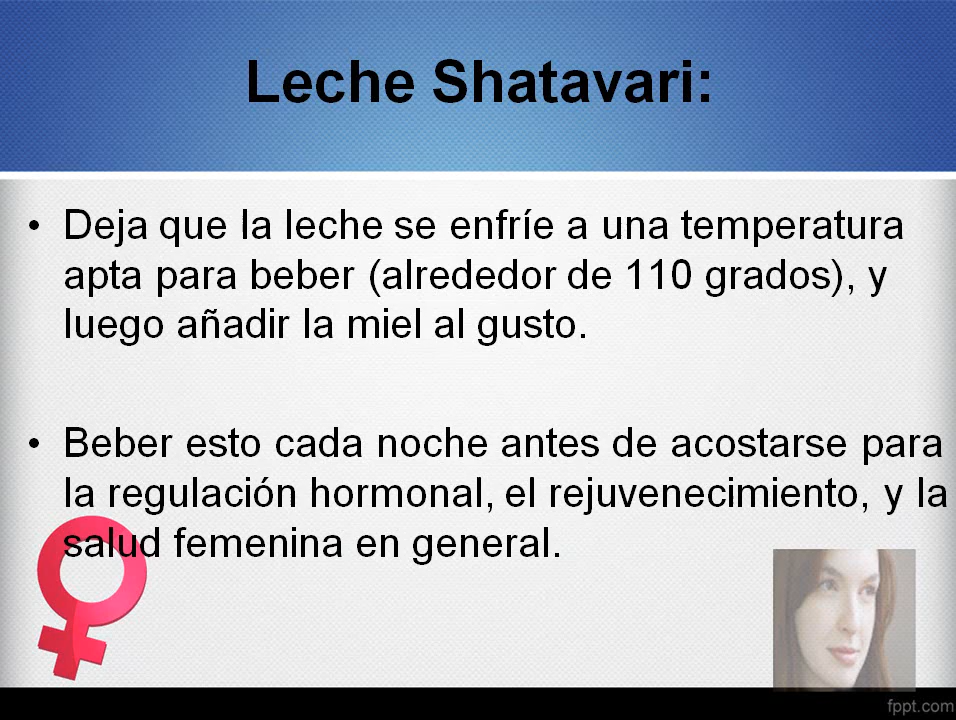 Leche Shatavari:
• Deja que la leche se enfríe a una temperatura
apta para beber (alrededor de 110 grados), y
luego añadir la miel al gusto.
• Beber esto cada noche antes de acostarse para
la regulación hormonal, el rejuvenecimiento, y la
salud femenina en general.
fppt.com